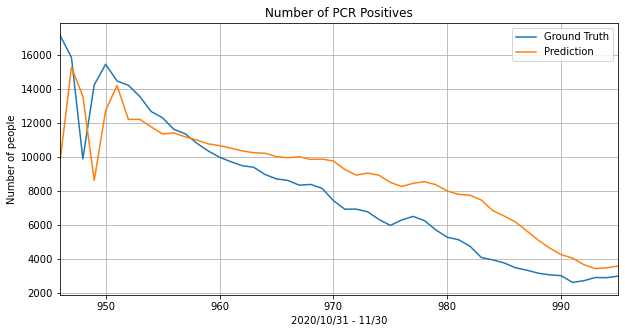 Number of PCR Positives
Ground Truth
Prediction
Number of people
16000
14000
12000
10000
8000
6000
4000
2000
950
960
970
980
990
2020/10/31 - 11/30